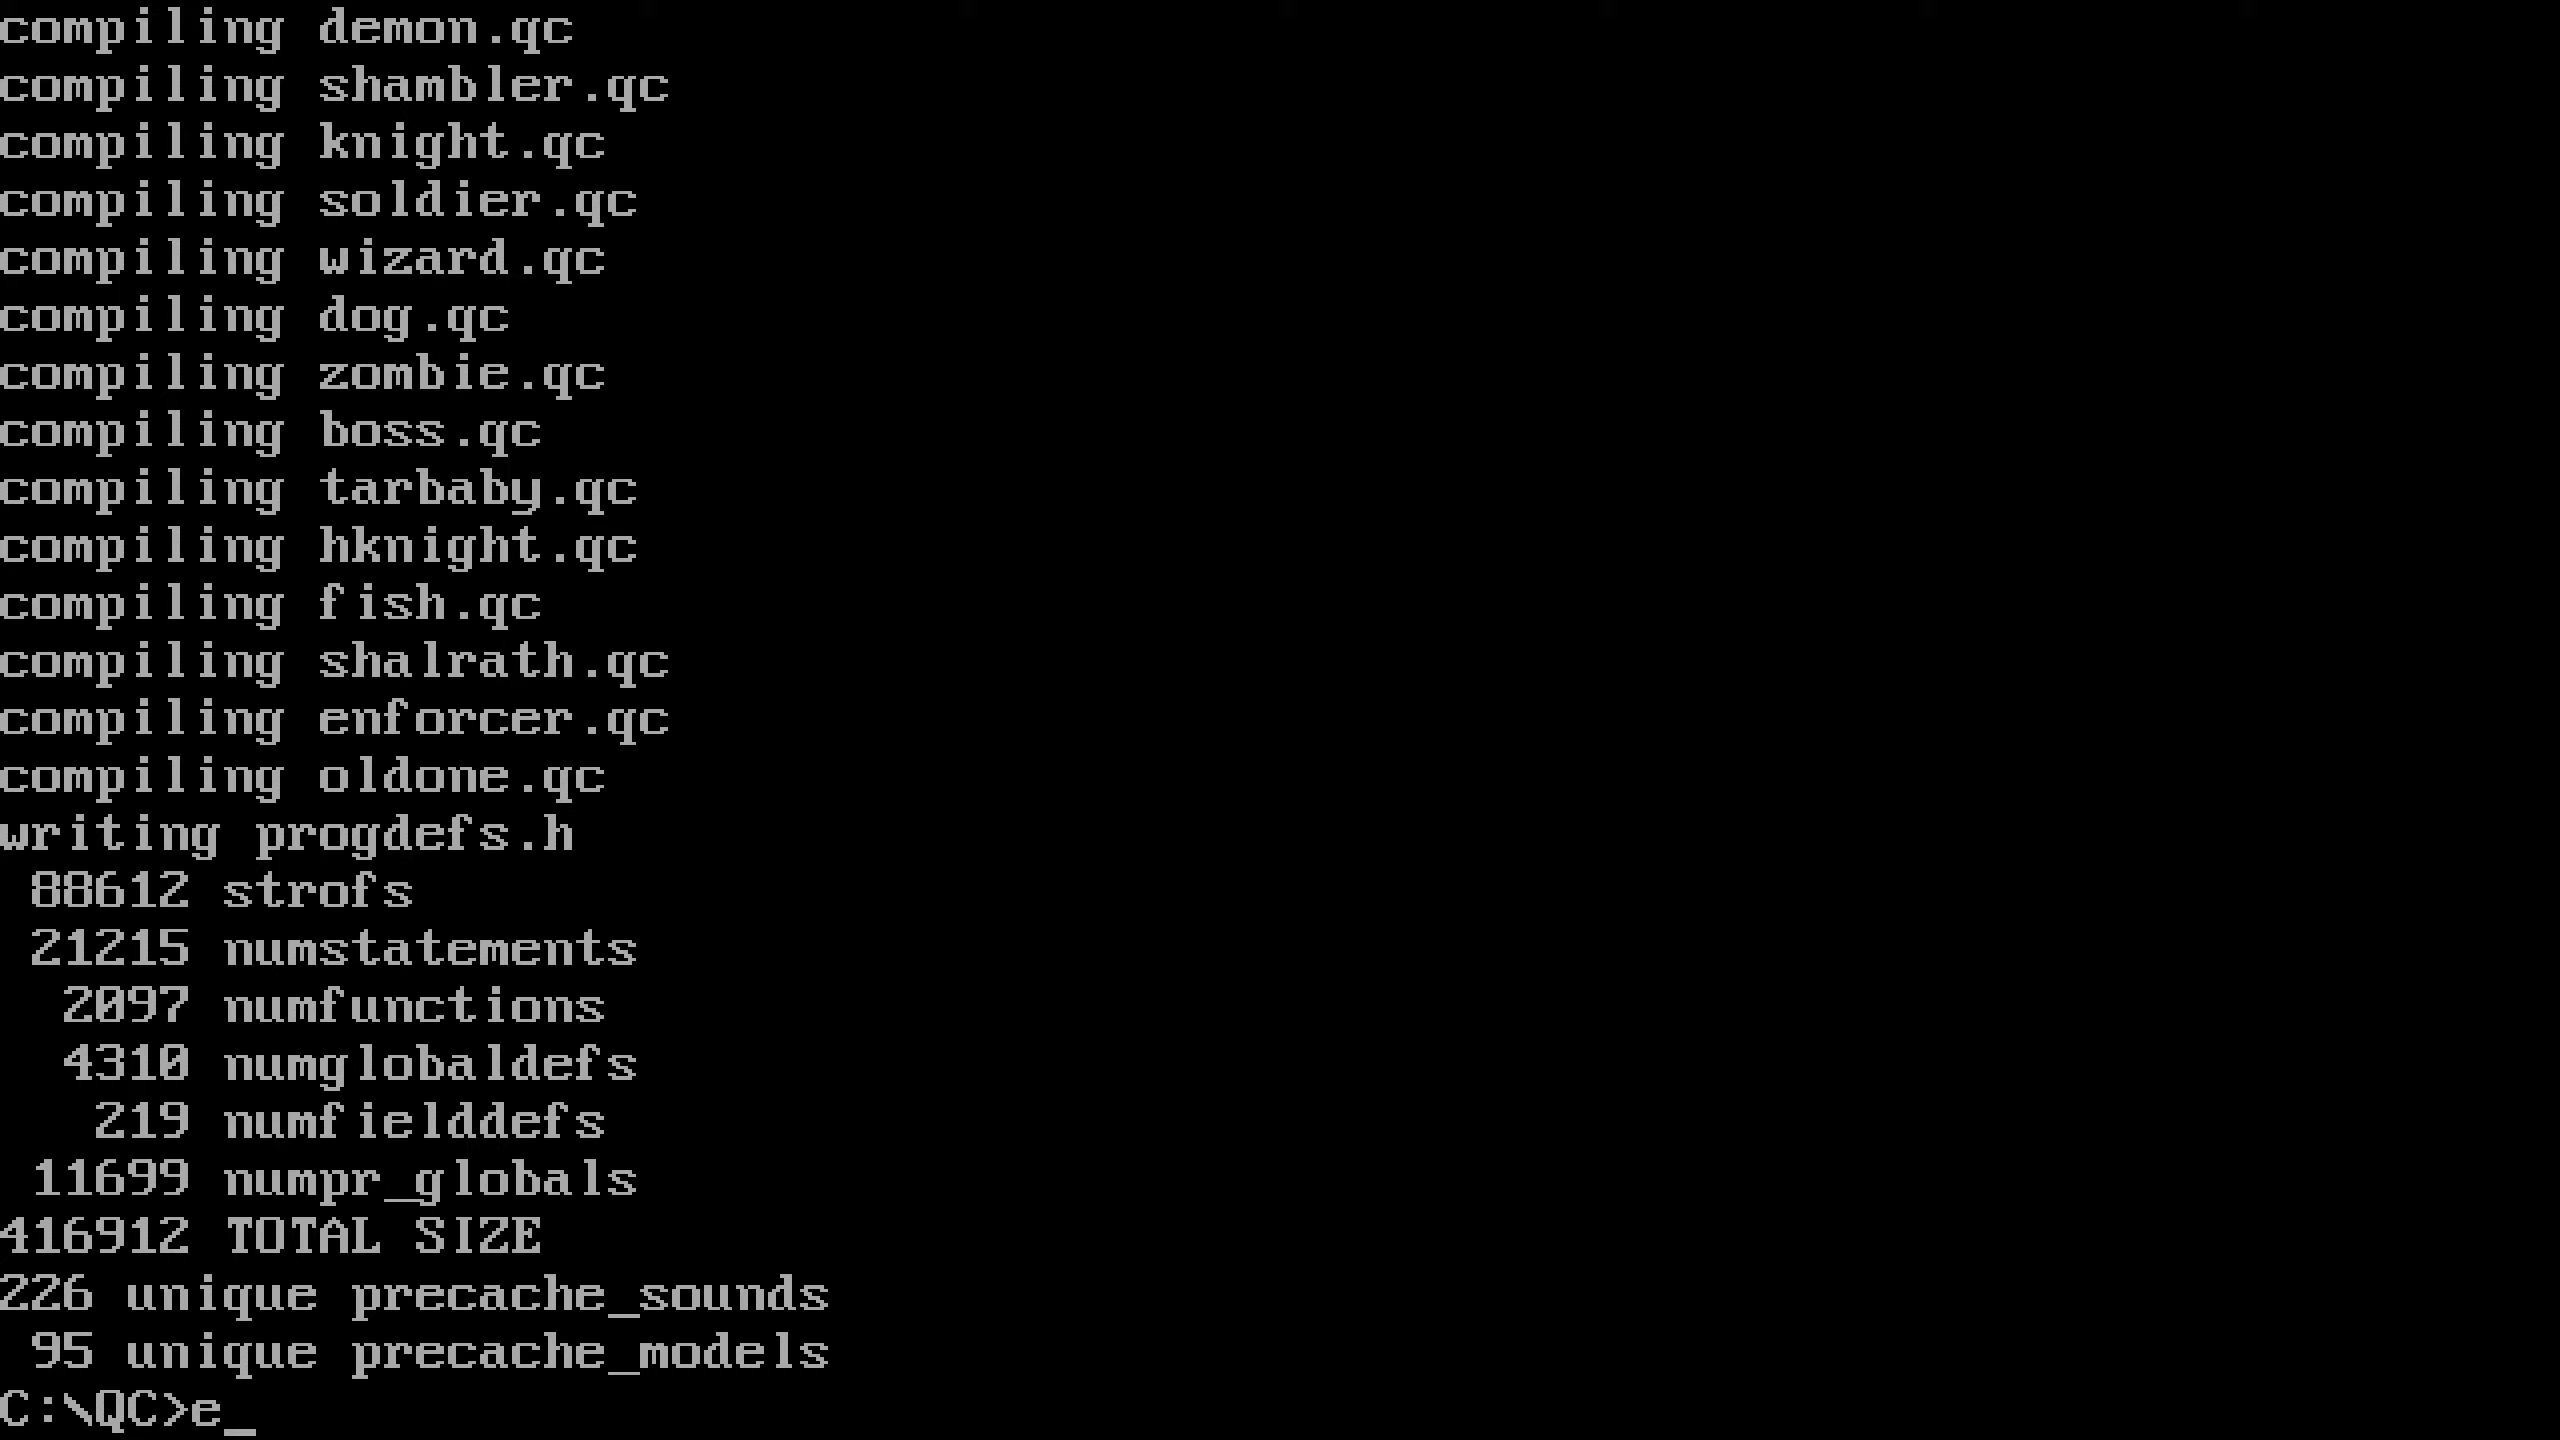 compiling demon.qc
compiling shambler.qc
compiling knight.qc
compiling soldier.qc
compiling wizard.qc
compiling dog.qc
compiling zombie.qc
compiling boss.qc
compiling tarbaby.qc
compiling hknight.qc
compiling fish.qc
compiling shalrath.qc
compiling enforcer.qc
compiling oldone.qc
writing progdefs.h
 88612 strofs
 21215 numstatements
  2097 numfunctions
  4310 numglobaldefs
   219 numfielddefs
 11699 numpr_globals
416912 TOTAL SIZE
226 unique precache_sounds
 95 unique precache_models
C:\QC>e_